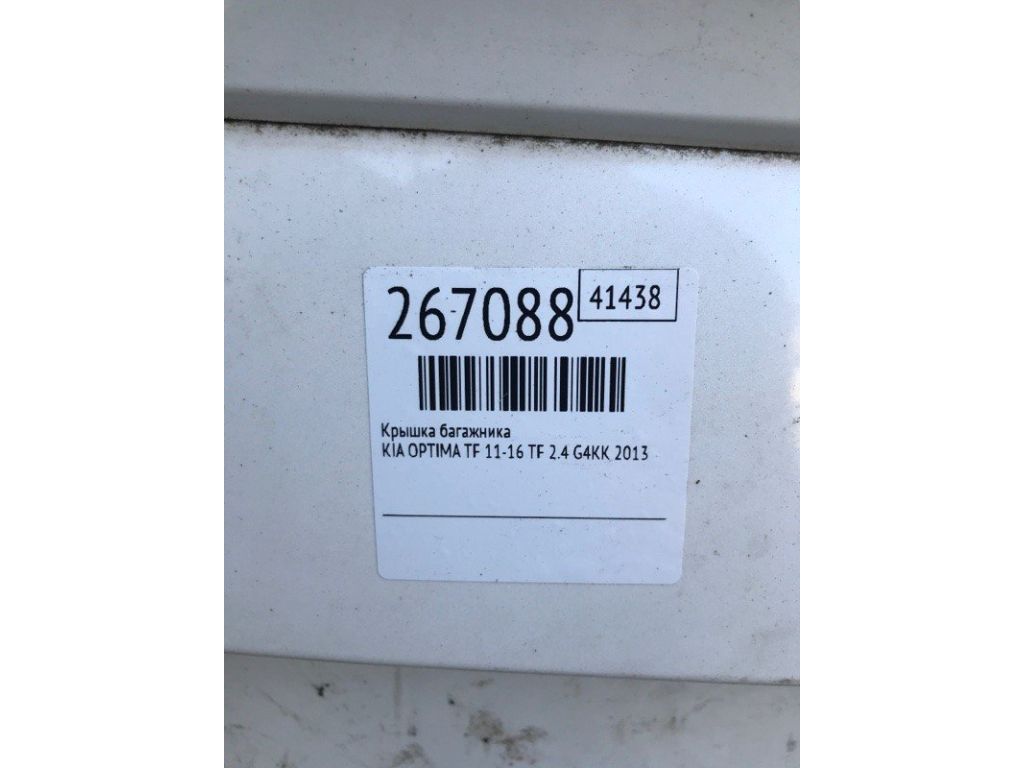 267088
41438
Крышка багажника
KIA OPTIMA TF 11-16 TF 2.4 G4KK 2013